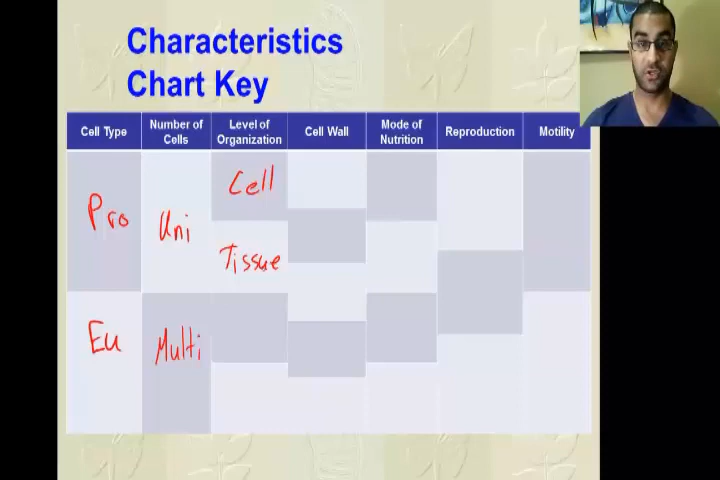 Characteristics
Chart Key
Cell Type
Number of
Cells
Level of
Organization
Cell Wall
Mode of
Nutrition
Reproduction
Motility
Pro
Uni
Cell
Tissue
Eu
Multi